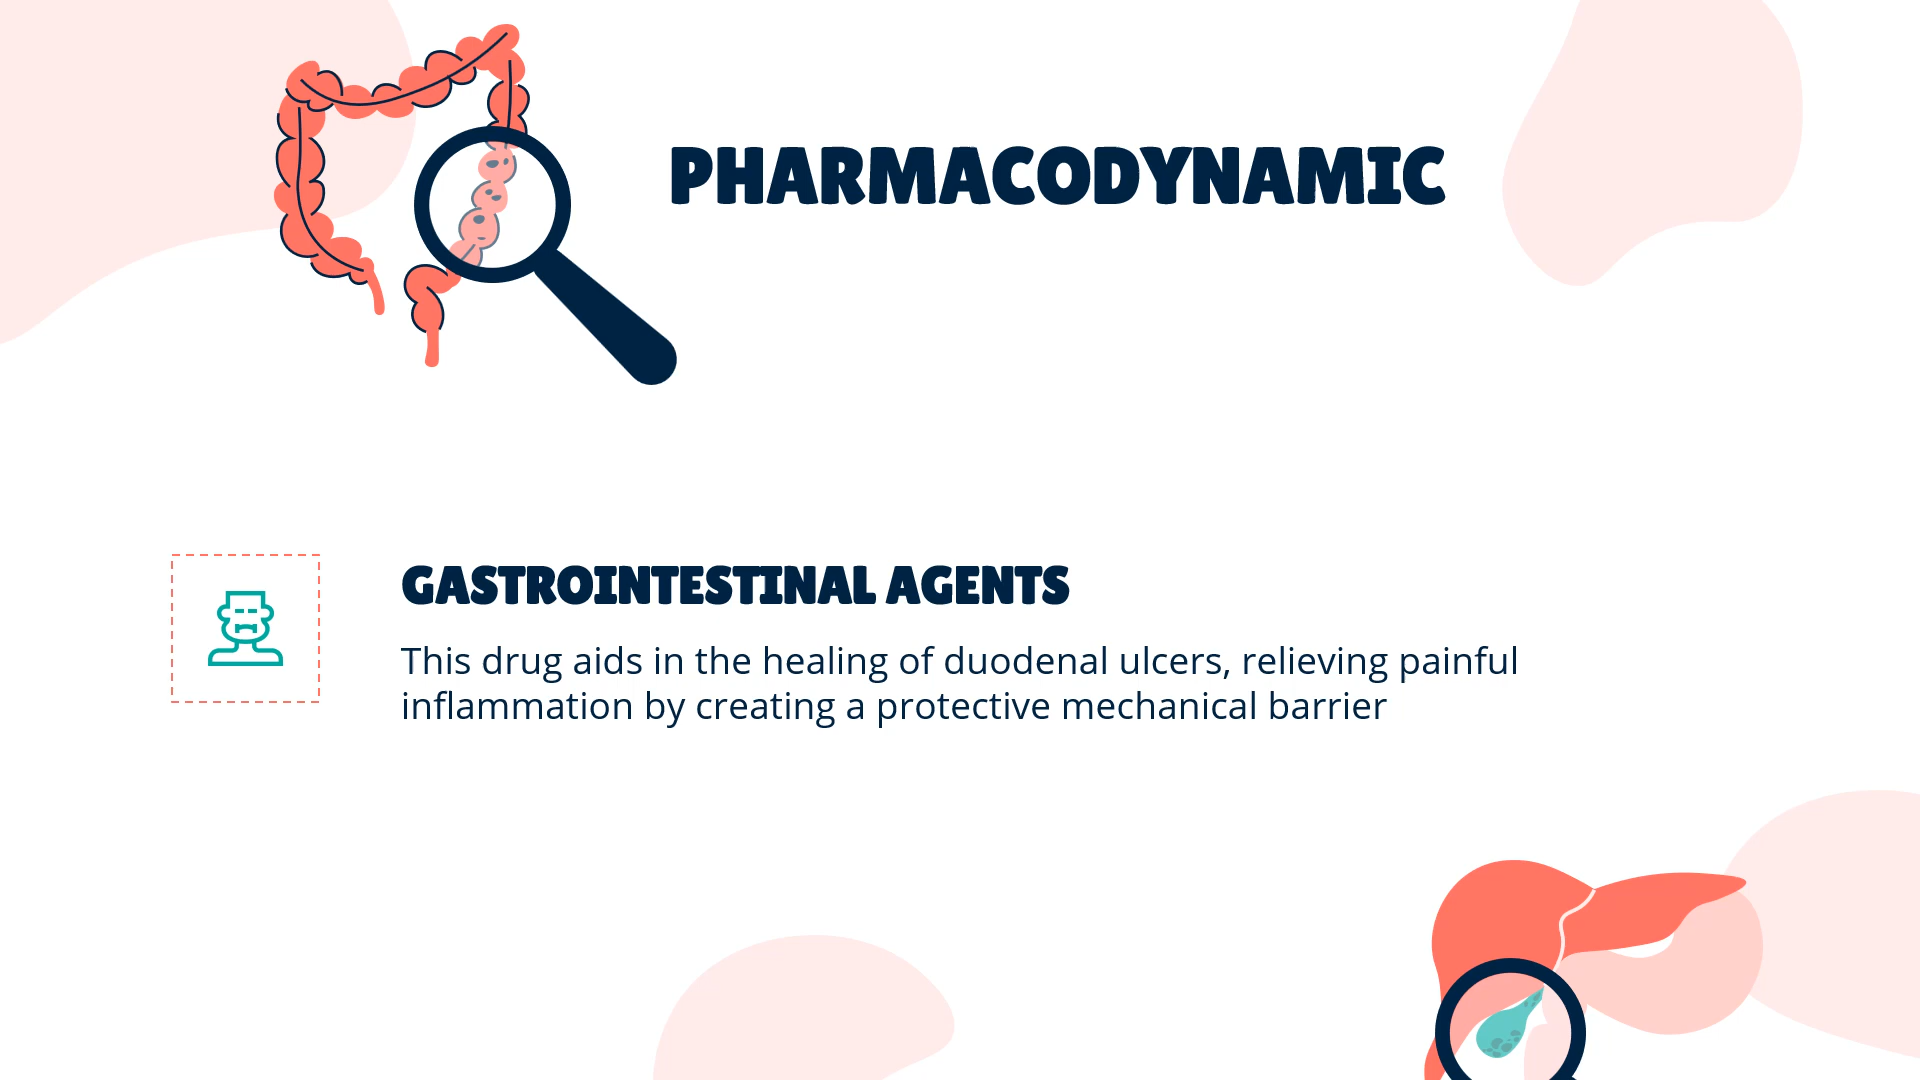 PHARMACODYNAMIC
GASTROINTESTINAL AGENTS
This drug aids in the healing of duodenal ulcers, relieving painful
inflammation by creating a protective mechanical barrier